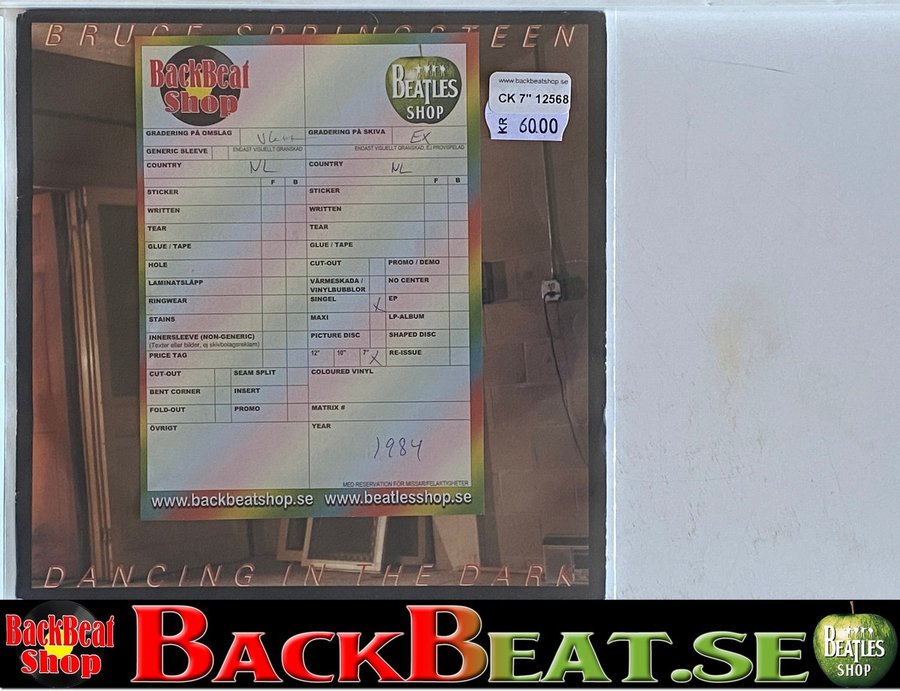 BRUCE SPRINGSTEEN
BackBeat
Shop
BEATLES
SHOP
www.backbeatshop.se
CK 7" 12568
KR 60.00
GRADERING PÅ OMSLAG
GRADERING PÅ SKIVA EX
GENERIC SLEEVE ENDAST VISUELLT GRANSKAD
ENDAST VISUELLT GRANSKAD, EJ PROVSPELAD
COUNTRY NL
COUNTRY NL
F B
F B
STICKER
STICKER
WRITTEN
WRITTEN
TEAR
TEAR
GLUE / TAPE
GLUE / TAPE
HOLE
CUT-OUT PROMO / DEMO
LAMINATSLÄPP
VÄRMESKADA / VINYLBUBBLOR NO CENTER
RINGWEAR
SINGEL X EP
STAINS
MAXI LP-ALBUM
INNERSLEEVE (NON-GENERIC)
(Texter eller bilder, ej skivbolagsreklam)
PICTURE DISC SHAPED DISC
PRICE TAG
12" 10" 7" X RE-ISSUE
CUT-OUT SEAM SPLIT
COLOURED VINYL
BENT CORNER INSERT
FOLD-OUT PROMO
MATRIX #
ÖVRIGT
YEAR
1984
MED RESERVATION FÖR MISSAR/FELAKTIGHETER
www.backbeatshop.se www.beatlesshop.se
DANCING IN THE DARK
BackBeat
Shop
BACKBEAT.SE
BEATLES
SHOP